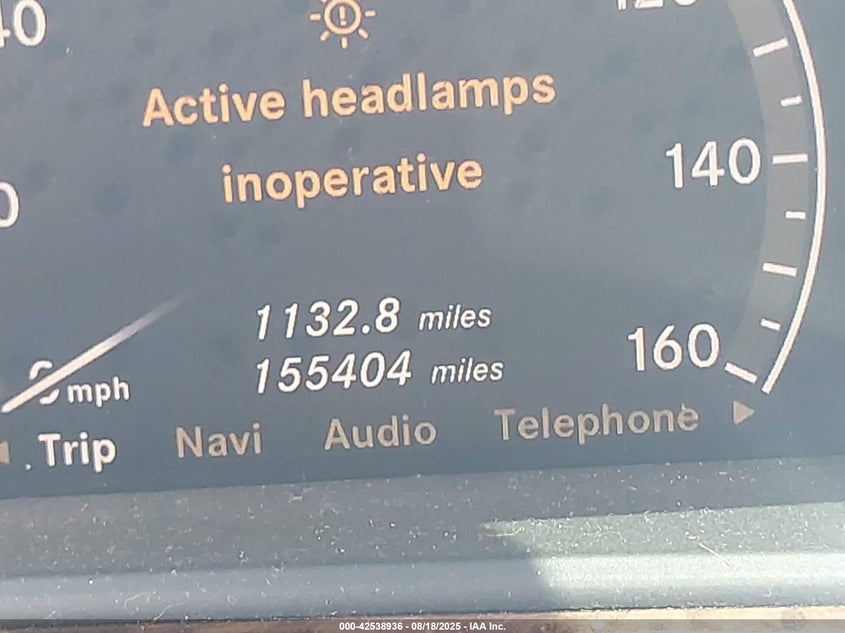 Active headlamps
inoperative
140
1132.8 miles
160
155404 miles
mph
Trip Navi Audio Telephone
000-42538936 - 08/18/2025 - IAA Inc.